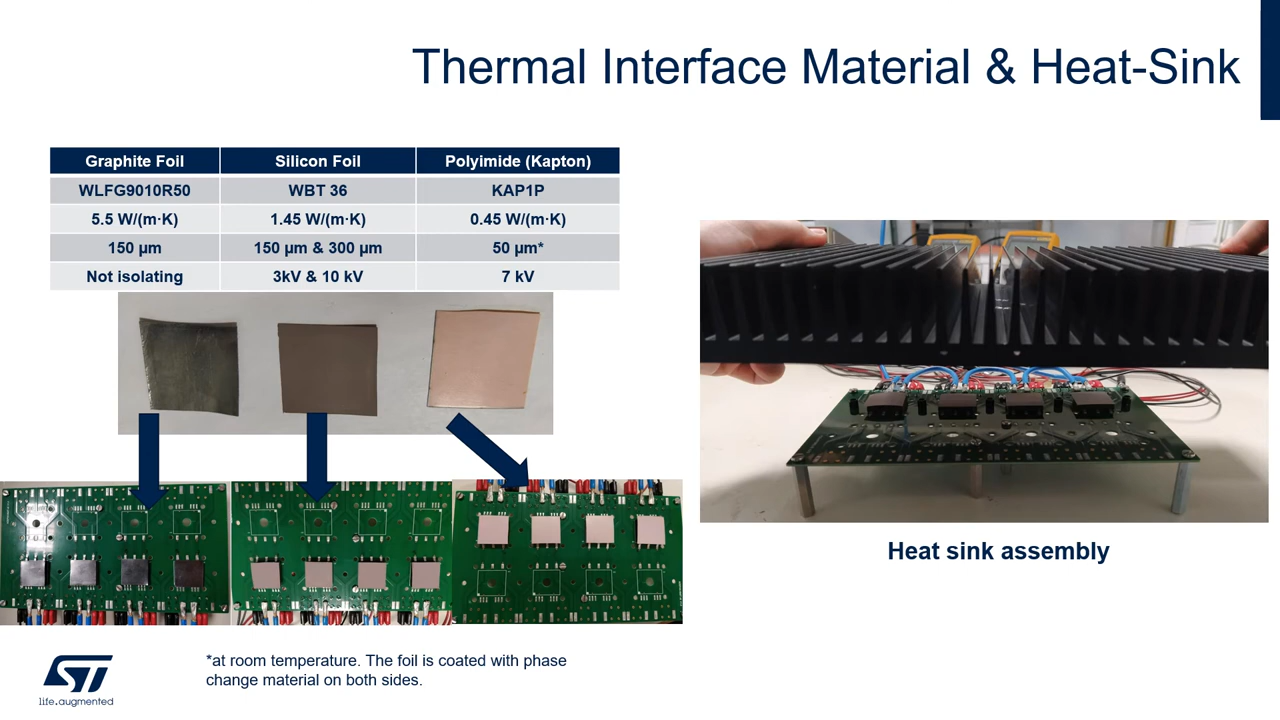 Thermal Interface Material & Heat-Sink
Graphite Foil Silicon Foil Polyimide (Kapton)
WLFG9010R50 WBT 36 KAP1P
5.5 W/(m·K) 1.45 W/(m·K) 0.45 W/(m·K)
150 µm 150 µm & 300 µm 50 µm*
Not isolating 3kV & 10 kV 7 kV
Heat sink assembly
*at room temperature. The foil is coated with phase
change material on both sides.
ST
life.augmented